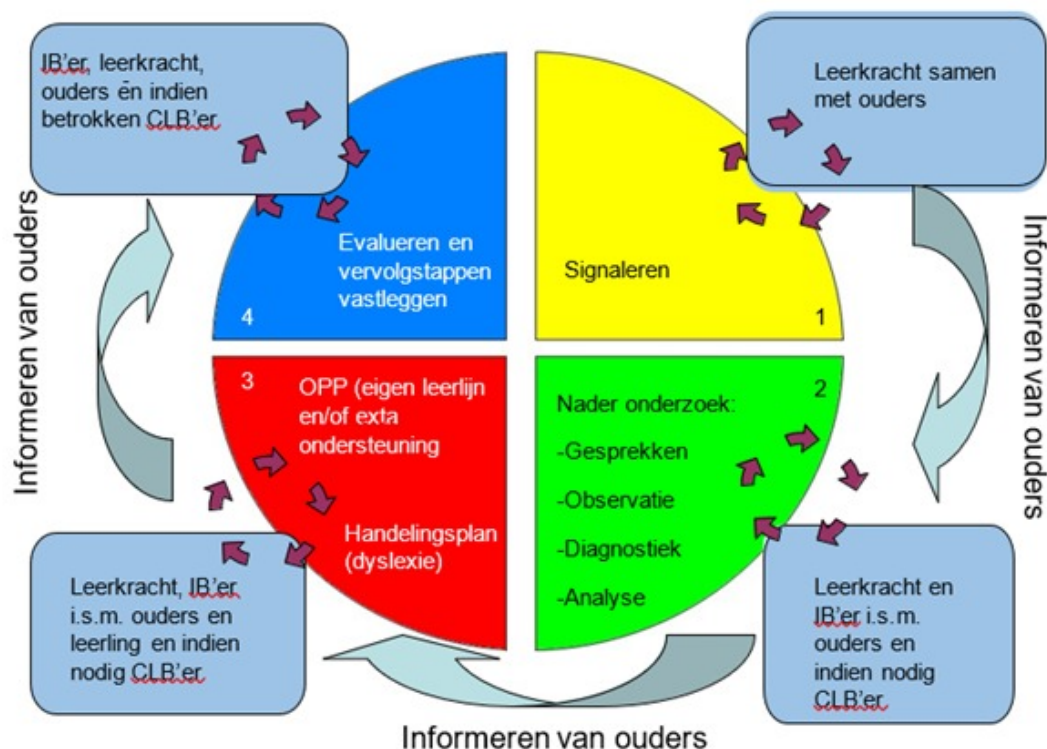 IB'er, leerkracht,
ouders én indien
betrokken CLB'er.
Leerkracht samen
met ouders
Evalueren en
vervolgstappen
vastleggen
4
Signaleren
1
Informeren van ouders
Informeren van ouders
3
OPP (eigen leerlijn
en/of exta
ondersteuning
Handelingsplan
(dyslexie)
2
Nader onderzoek:
-Gesprekken
-Observatie
-Diagnostiek
-Analyse
Leerkracht, IB'er
i.s.m. ouders en
leerling en indien
nodig CLB'er.
Leerkracht en
IB'er i.s.m.
ouders en
indien nodig
CLB'er.
Informeren van ouders